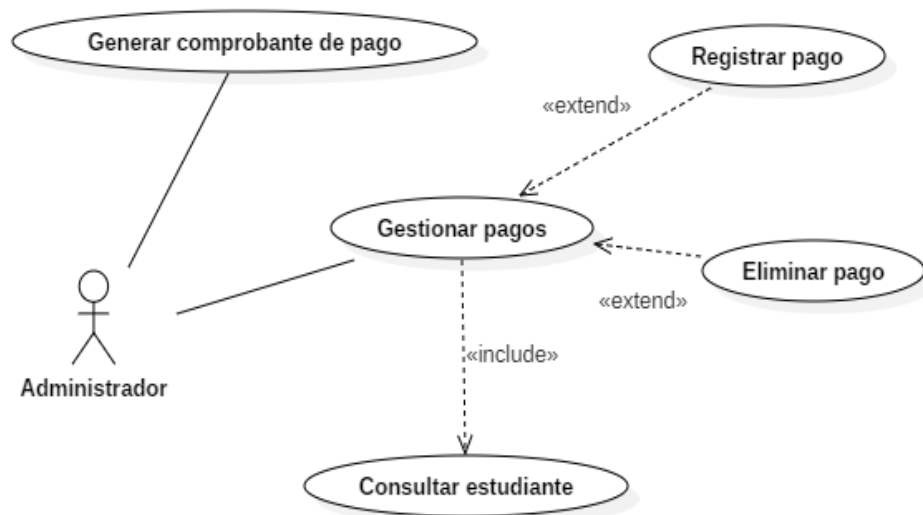 Generar comprobante de pago
Registrar pago
«extend»
Gestionar pagos
Eliminar pago
«extend»
«include»
Administrador
Consultar estudiante